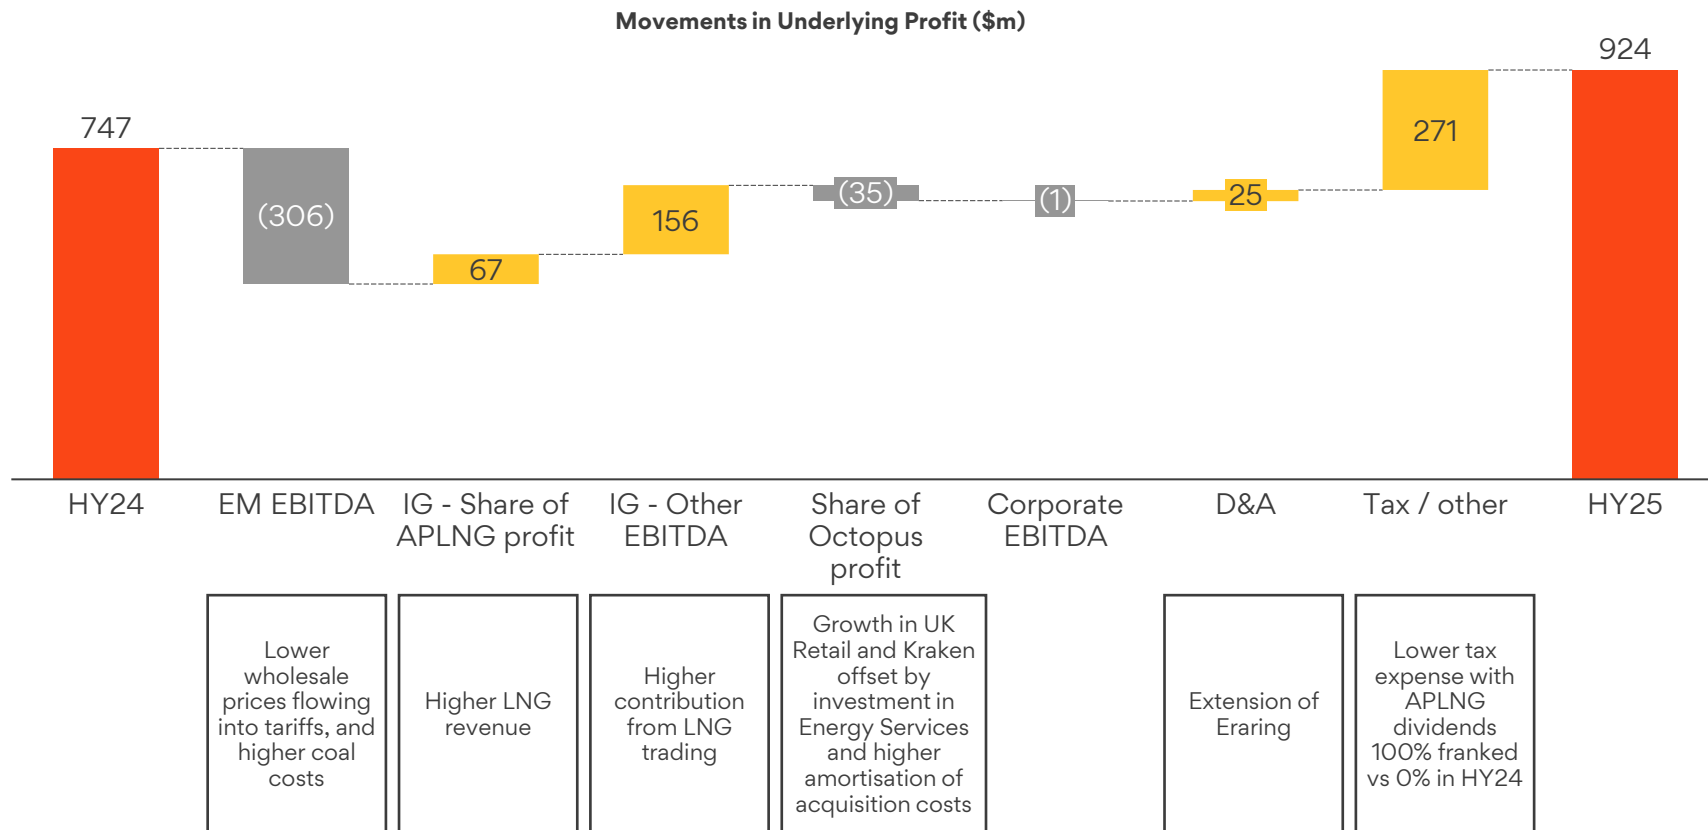 Movements in Underlying Profit ($m)
747
(306)
67
156
(35)
(1)
25
271
924
HY24
EM EBITDA
IG - Share of
APLNG profit
IG - Other
EBITDA
Share of
Octopus
profit
Corporate
EBITDA
D&A
Tax / other
HY25
Lower
wholesale
prices flowing
into tariffs, and
higher coal
costs
Higher LNG
revenue
Higher
contribution
from LNG
trading
Growth in UK
Retail and Kraken
offset by
investment in
Energy Services
and higher
amortisation of
acquisition costs
Extension of
Eraring
Lower tax
expense with
APLNG
dividends
100% franked
vs 0% in HY24